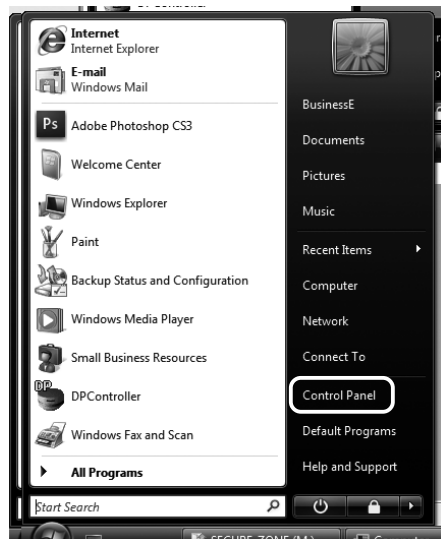 Internet
Internet Explorer
E-mail
Windows Mail
Ps Adobe Photoshop CS3
Welcome Center
Windows Explorer
Paint
Backup Status and Configuration
Windows Media Player
Small Business Resources
DP DPController
Windows Fax and Scan
All Programs
Start Search
BusinessE
Documents
Pictures
Music
Recent Items
Computer
Network
Connect To
Control Panel
Default Programs
Help and Support